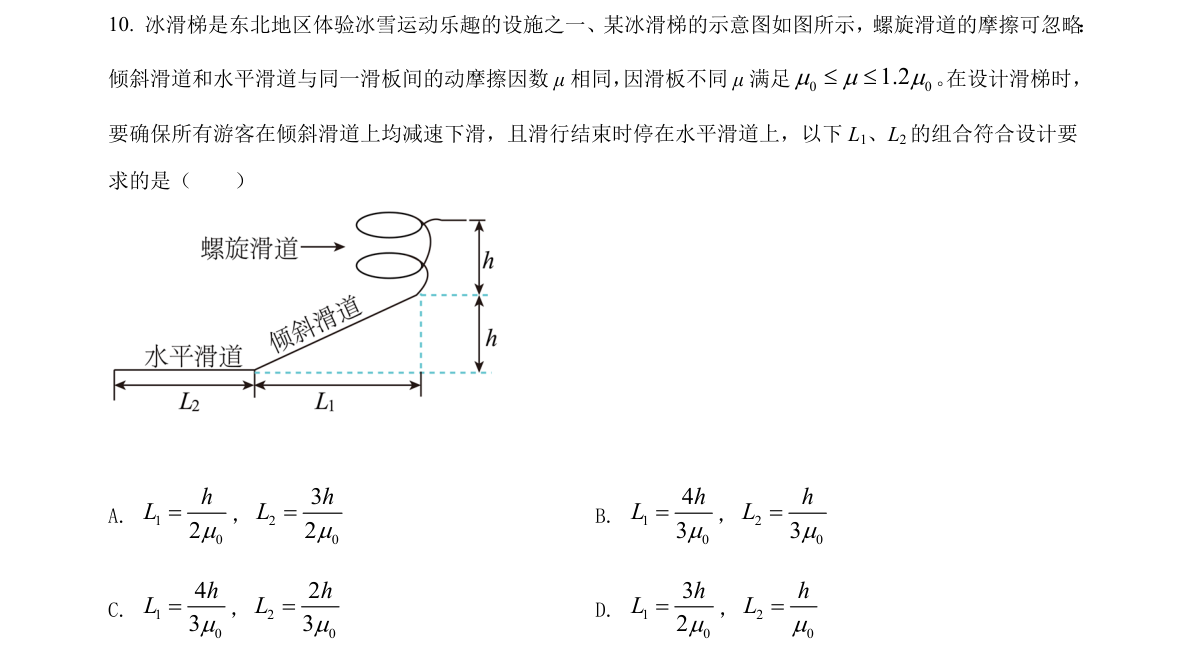 10. 冰滑梯是东北地区体验冰雪运动乐趣的设施之一、某冰滑梯的示意图如图所示，螺旋滑道的摩擦可忽略：
倾斜滑道和水平滑道与同一滑板间的动摩擦因数 μ 相同，因滑板不同 μ 满足 μ₀ ≤ μ ≤ 1.2μ₀。在设计滑梯时，
要确保所有游客在倾斜滑道上均减速下滑，且滑行结束时停在水平滑道上，以下 L₁、L₂ 的组合符合设计要
求的是（　　）
螺旋滑道
h
倾斜滑道
h
水平滑道
L₂ L₁
A. L₁ = h/2μ₀，L₂ = 3h/2μ₀ B. L₁ = 4h/3μ₀，L₂ = h/3μ₀
C. L₁ = 4h/3μ₀，L₂ = 2h/3μ₀ D. L₁ = 3h/2μ₀，L₂ = h/μ₀